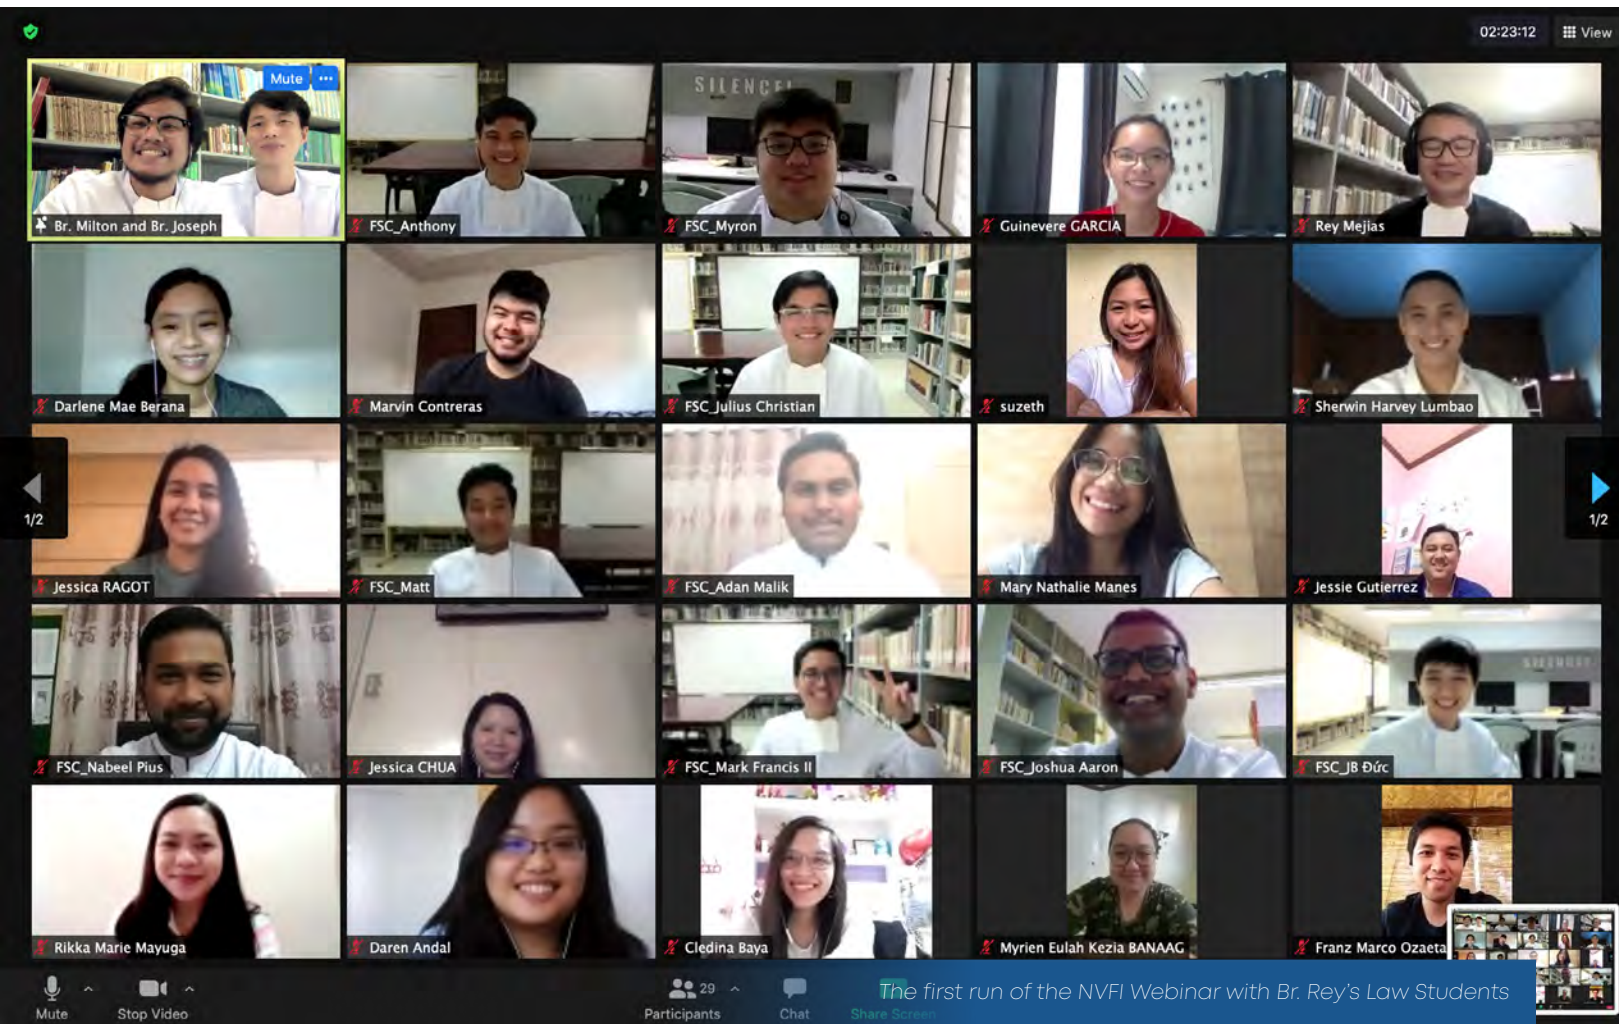 02:23:12
View
Mute
SILENCE!
Br. Milton and Br. Joseph
FSC_Anthony
FSC_Myron
Guinevere GARCIA
Rey Mejias
Darlene Mae Berana
Marvin Contreras
FSC_Julius Christian
suzeth
Sherwin Harvey Lumbao
1/2
Jessica RAGOT
FSC_Matt
FSC_Adan Malik
Mary Nathalie Manes
Jessie Gutierrez
1/2
SILENCE!
FSC_Nabeel Pius
Jessica CHUA
FSC_Mark Francis II
FSC_Joshua Aaron
FSC_JB Đức
Rikka Marie Mayuga
Daren Andal
Cledina Baya
Myrien Eulah Kezia BANAAG
Franz Marco Ozaeta
Mute
Stop Video
29
Participants
Chat
Share Screen
The first run of the NVFI Webinar with Br. Rey's Law Students